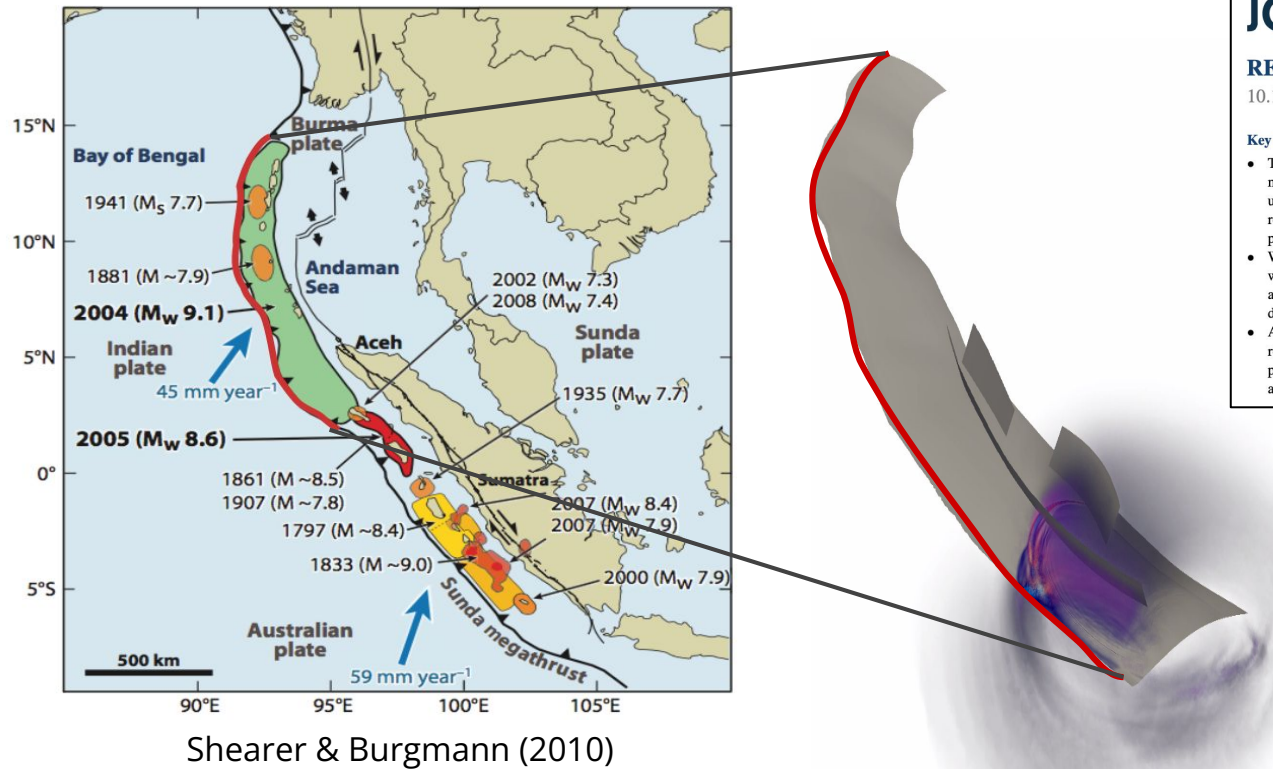 15°N
10°N
5°N
0°
5°S
90°E
95°E
100°E
105°E
Burma
plate
Bay of Bengal
1941 (MS 7.7)
1881 (M ~7.9)
2004 (MW 9.1)
Andaman
Sea
2002 (MW 7.3)
2008 (MW 7.4)
Sunda
plate
Indian
plate
Aceh
45 mm year⁻¹
1935 (MW 7.7)
2005 (MW 8.6)
1861 (M ~8.5)
1907 (M ~7.8)
Sumatra
2007 (MW 8.4)
2007 (MW 7.9)
1797 (M ~8.4)
1833 (M ~9.0)
2000 (MW 7.9)
Sunda megathrust
Australian
plate
500 km
59 mm year⁻¹
Shearer & Burgmann (2010)
JO
RE
10.
Key